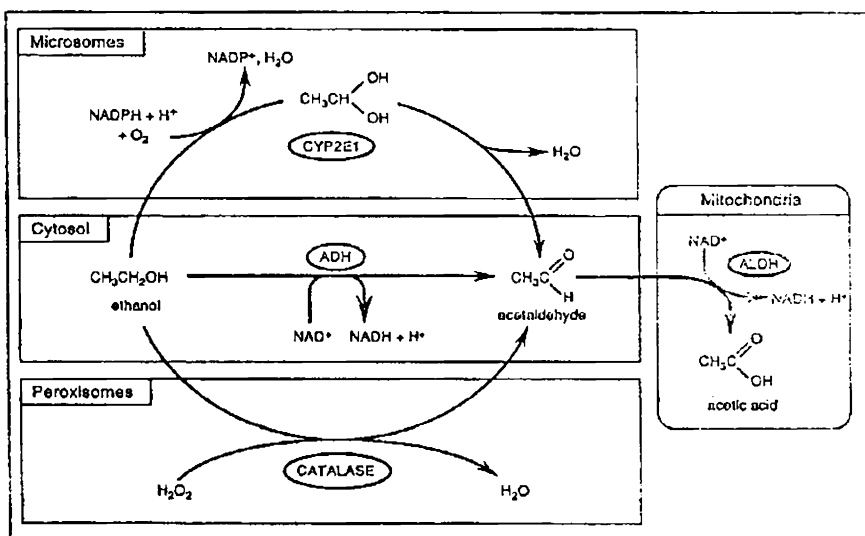 Microsomes
NADP⁺, H₂O
NADPH + H⁺
+ O₂
CH₃CH
OH
OH
CYP2E1
H₂O
Cytosol
CH₃CH₂OH
ethanol
ADH
NAD⁺
NADH + H⁺
CH₃C
O
H
acetaldehyde
Mitochondria
NAD⁺
ALDH
NADH + H⁺
CH₃C
O
OH
acetic acid
Peroxisomes
H₂O₂
CATALASE
H₂O